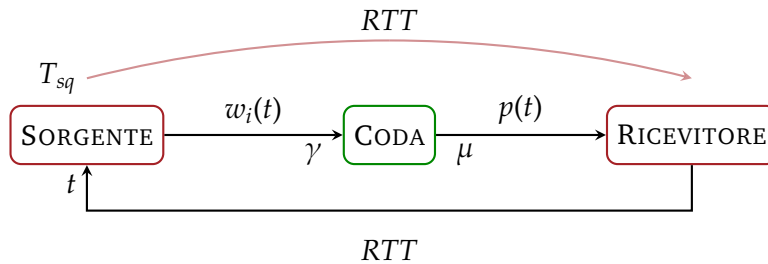 RTT
T_sq
w_i(t)
p(t)
SORGENTE
γ
CODA
μ
RICEVITORE
t
RTT